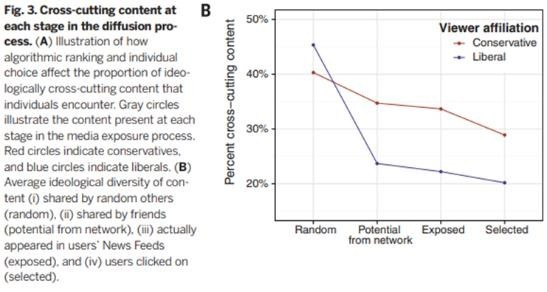 Fig. 3. Cross-cutting content at
each stage in the diffusion pro-
cess. (A) Illustration of how
algorithmic ranking and individual
choice affect the proportion of ideo-
logically cross-cutting content that
individuals encounter. Gray circles
illustrate the content present at each
stage in the media exposure process.
Red circles indicate conservatives,
and blue circles indicate liberals. (B)
Average ideological diversity of con-
tent (i) shared by random others
(random), (ii) shared by friends
(potential from network), (iii) actually
appeared in users' News Feeds
(exposed), and (iv) users clicked on
(selected).
B
Percent cross-cutting content
50%
40%
30%
20%
Viewer affiliation
Conservative
Liberal
Random
Potential
from network
Exposed
Selected